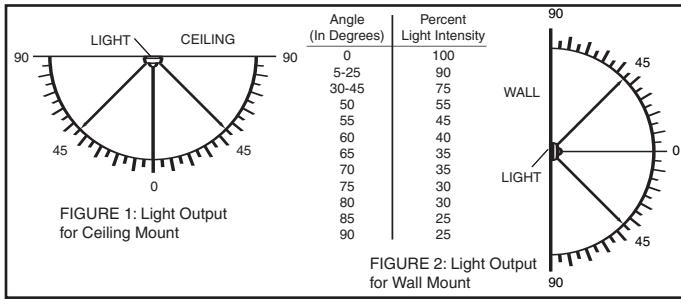 LIGHT
CEILING
90
90
45
45
0
FIGURE 1: Light Output
for Ceiling Mount
Angle
(In Degrees)
Percent
Light Intensity
0 100
5-25 90
30-45 75
50 55
55 45
60 40
65 35
70 35
75 30
80 30
85 25
90 25
90
45
WALL
0
LIGHT
45
90
FIGURE 2: Light Output
for Wall Mount